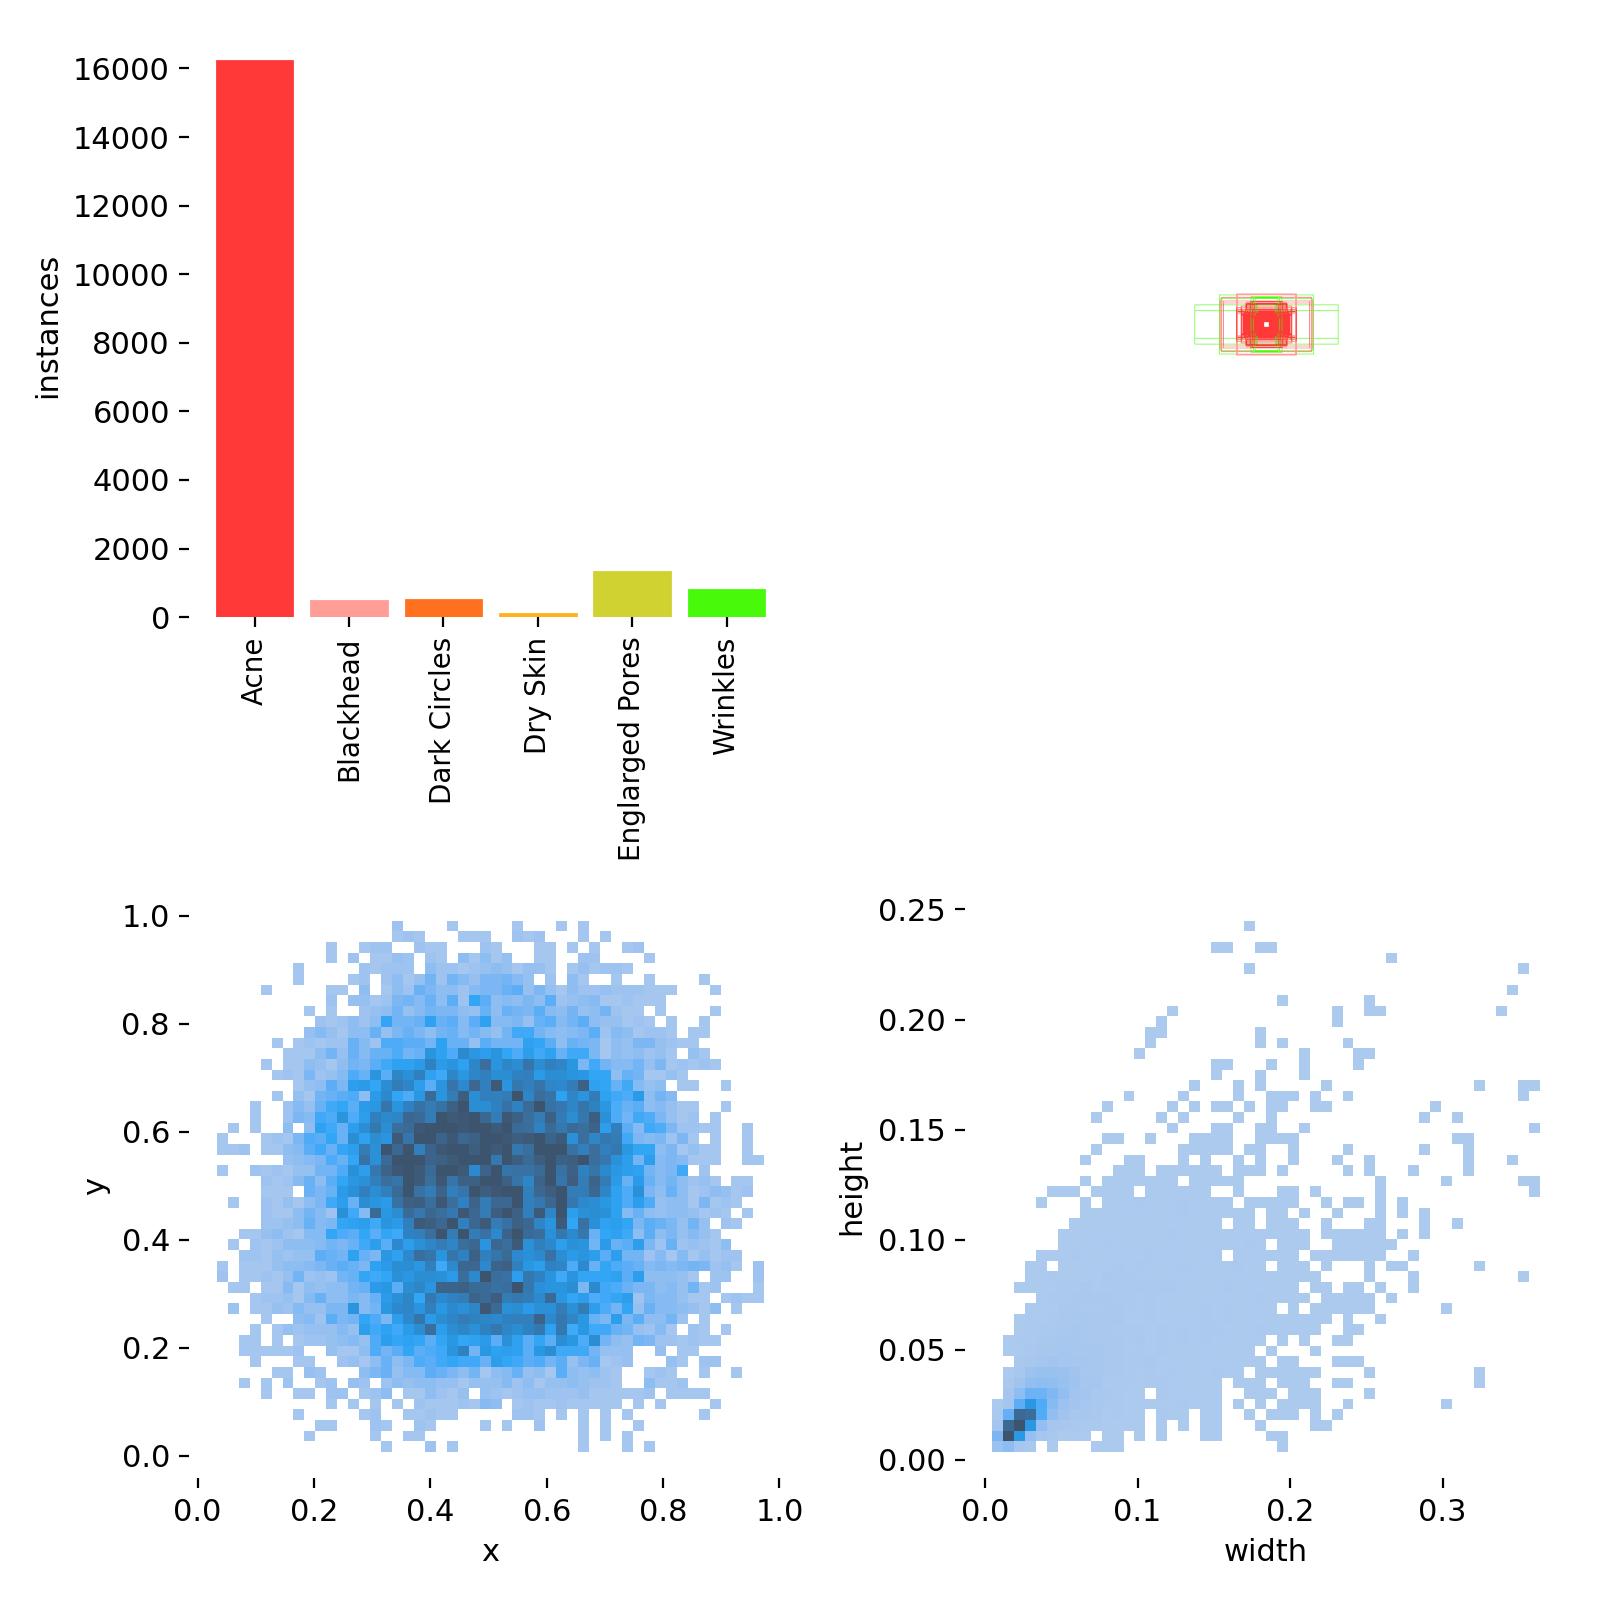 16000
14000
12000
10000
8000
6000
4000
2000
0
instances
Acne
Blackhead
Dark Circles
Dry Skin
Englarged Pores
Wrinkles
1.0
0.8
0.6
0.4
0.2
0.0
y
0.0 0.2 0.4 0.6 0.8 1.0
x
0.25
0.20
0.15
0.10
0.05
0.00
height
0.0 0.1 0.2 0.3
width